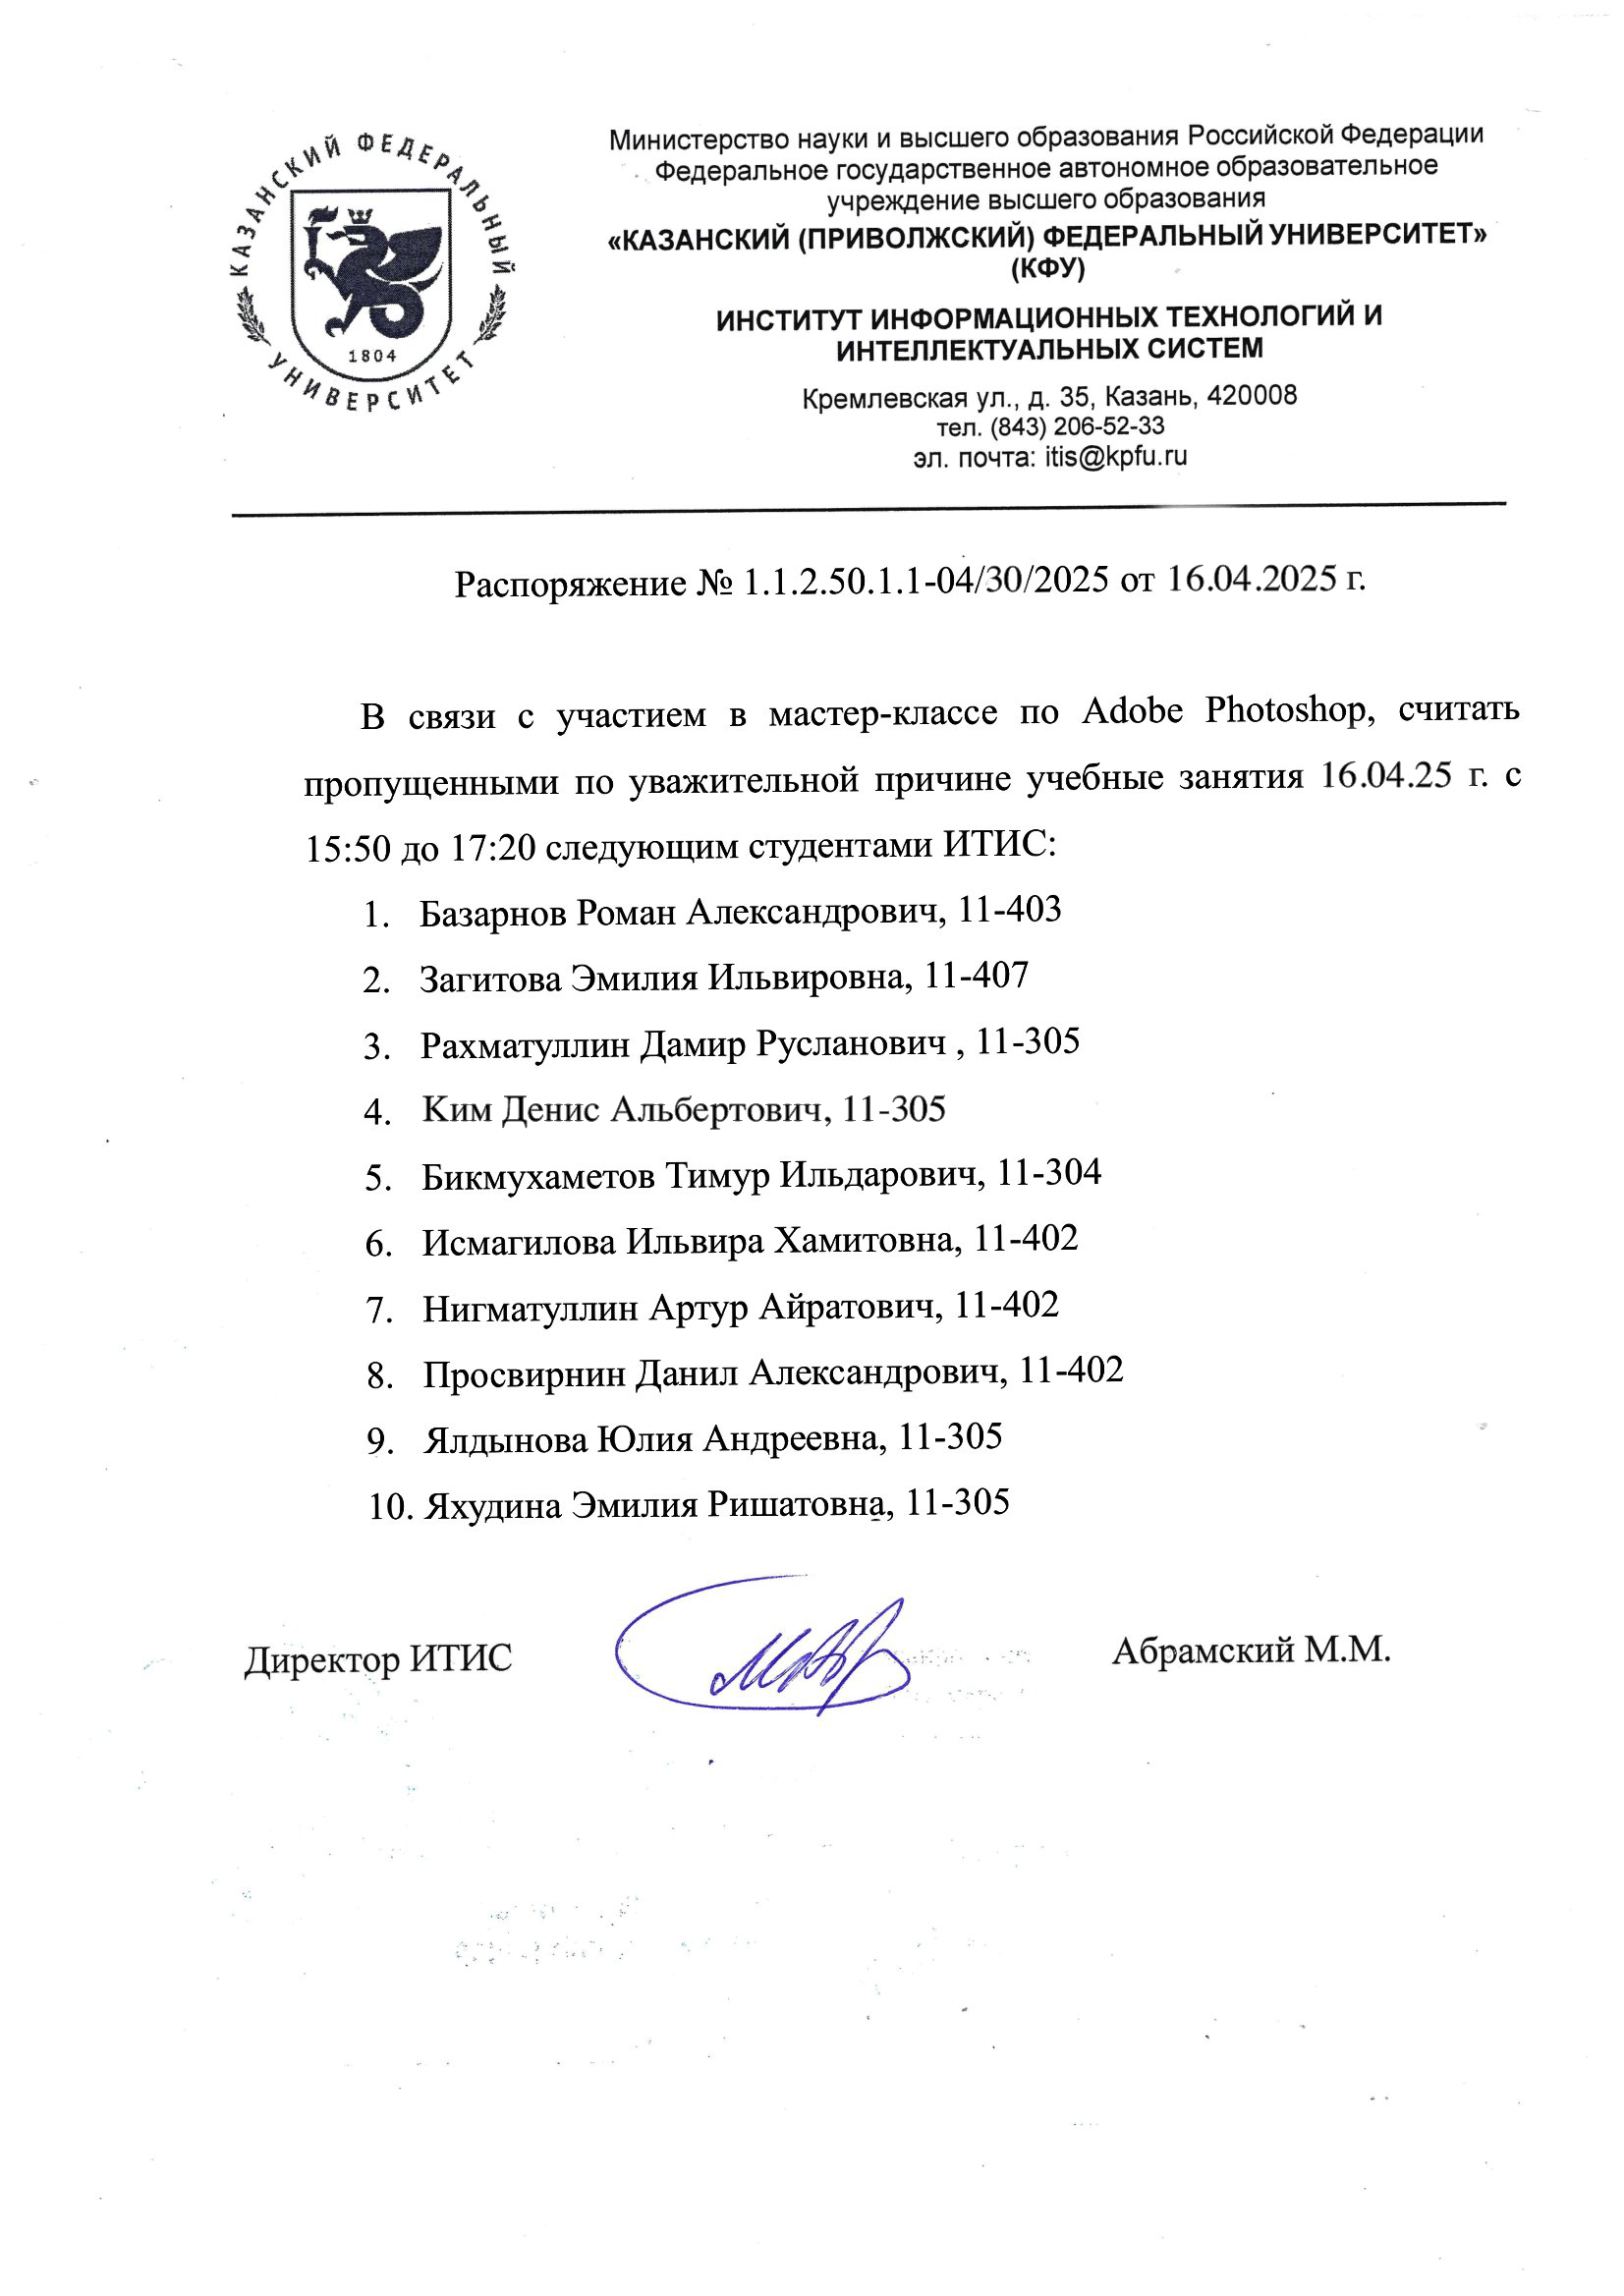 КАЗАНСКИЙ ФЕДЕРАЛЬНЫЙ
УНИВЕРСИТЕТ
1804
Министерство науки и высшего образования Российской Федерации
Федеральное государственное автономное образовательное
учреждение высшего образования
«КАЗАНСКИЙ (ПРИВОЛЖСКИЙ) ФЕДЕРАЛЬНЫЙ УНИВЕРСИТЕТ»
(КФУ)
ИНСТИТУТ ИНФОРМАЦИОННЫХ ТЕХНОЛОГИЙ И
ИНТЕЛЛЕКТУАЛЬНЫХ СИСТЕМ
Кремлевская ул., д. 35, Казань, 420008
тел. (843) 206-52-33
эл. почта: itis@kpfu.ru
Распоряжение № 1.1.2.50.1.1-04/30/2025 от 16.04.2025 г.
В связи с участием в мастер-классе по Adobe Photoshop, считать
пропущенными по уважительной причине учебные занятия 16.04.25 г. с
15:50 до 17:20 следующим студентами ИТИС:
1. Базарнов Роман Александрович, 11-403
2. Загитова Эмилия Ильвировна, 11-407
3. Рахматуллин Дамир Русланович , 11-305
4. Ким Денис Альбертович, 11-305
5. Бикмухаметов Тимур Ильдарович, 11-304
6. Исмагилова Ильвира Хамитовна, 11-402
7. Нигматуллин Артур Айратович, 11-402
8. Просвирнин Данил Александрович, 11-402
9. Ялдынова Юлия Андреевна, 11-305
10. Яхудина Эмилия Ришатовна, 11-305
Директор ИТИС
Абрамский М.М.